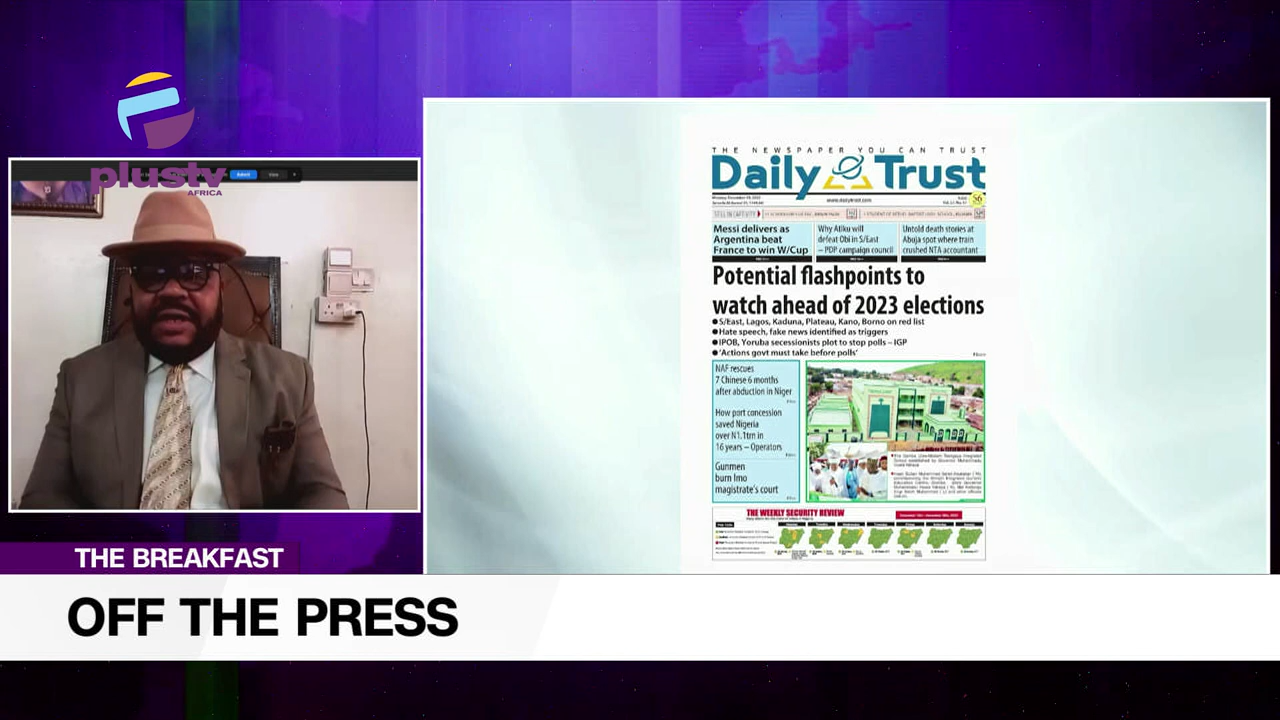 plustv
AFRICA
View
THE NEWSPAPER YOU CAN TRUST
Daily Trust
www.dailytrust.com
Messi delivers as
Argentina beat
France to win W/Cup
Why Atiku will
defeat Obi in S/East
– PDP campaign council
Untold death stories at
Abuja spot where train
crushed NTA accountant
Potential flashpoints to
watch ahead of 2023 elections
●S/East, Lagos, Kaduna, Plateau, Kano, Borno on red list
●Hate speech, fake news identified as triggers
●IPOB, Yoruba secessionists plot to stop polls – IGP
●'Actions govt must take before polls'
NAF rescues
7 Chinese 6 months
after abduction in Niger
How port concession
saved Nigeria
over N1.1trn in
16 years – Operators
Gunmen
burn Imo
magistrate's court
THE WEEKLY SECURITY REVIEW
THE BREAKFAST
OFF THE PRESS